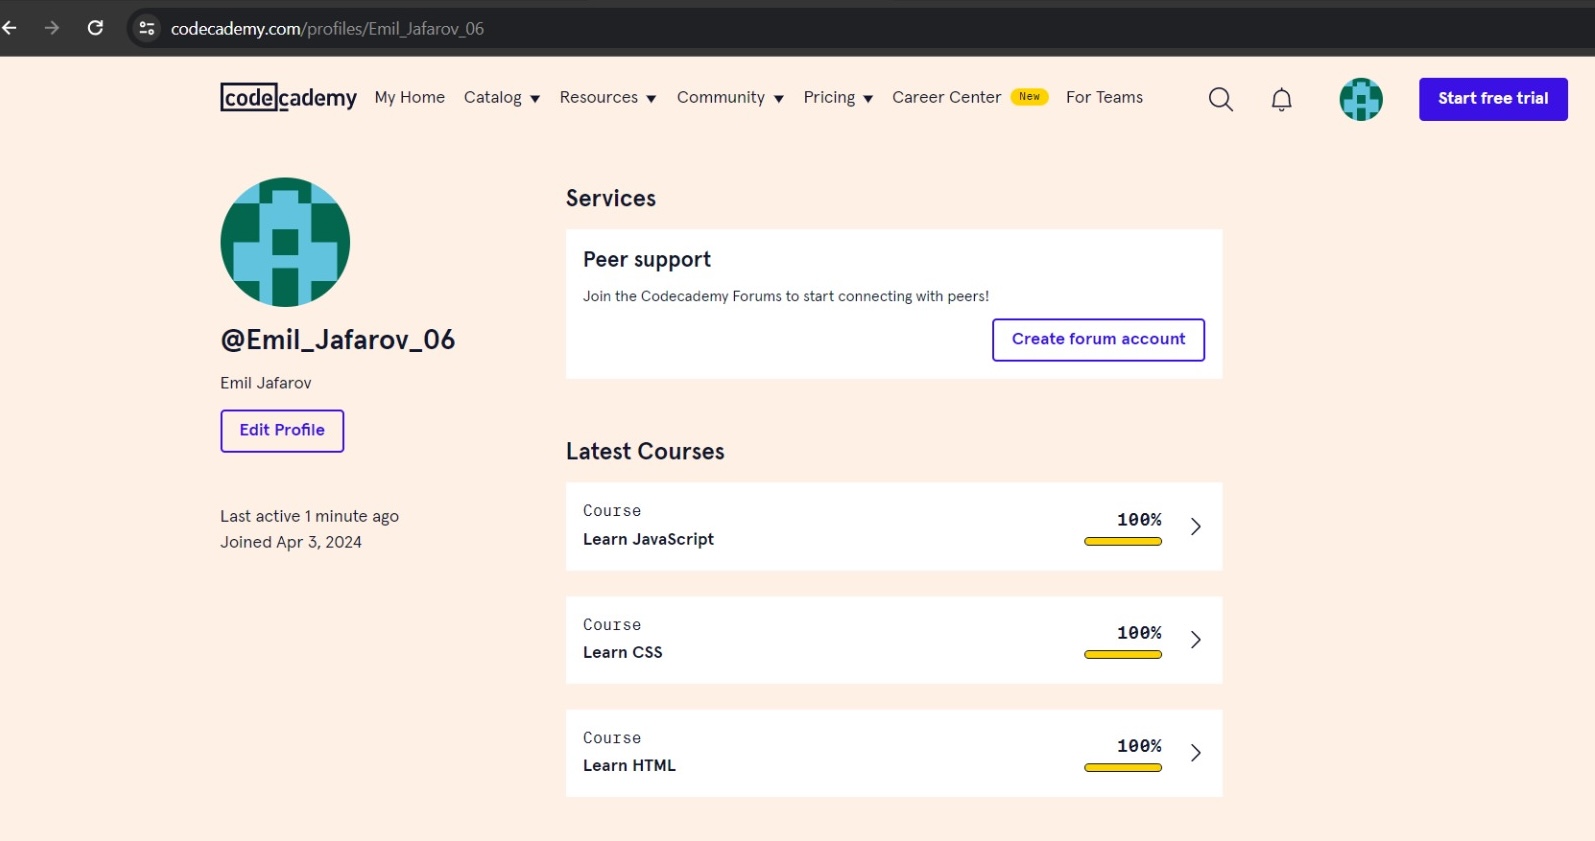 codecademy.com/profiles/Emil_Jafarov_06
codecademy My Home Catalog Resources Community Pricing Career Center New For Teams Start free trial
@Emil_Jafarov_06
Emil Jafarov
Edit Profile
Last active 1 minute ago
Joined Apr 3, 2024
Services
Peer support
Join the Codecademy Forums to start connecting with peers!
Create forum account
Latest Courses
Course
100%
Learn JavaScript
Course
100%
Learn CSS
Course
100%
Learn HTML